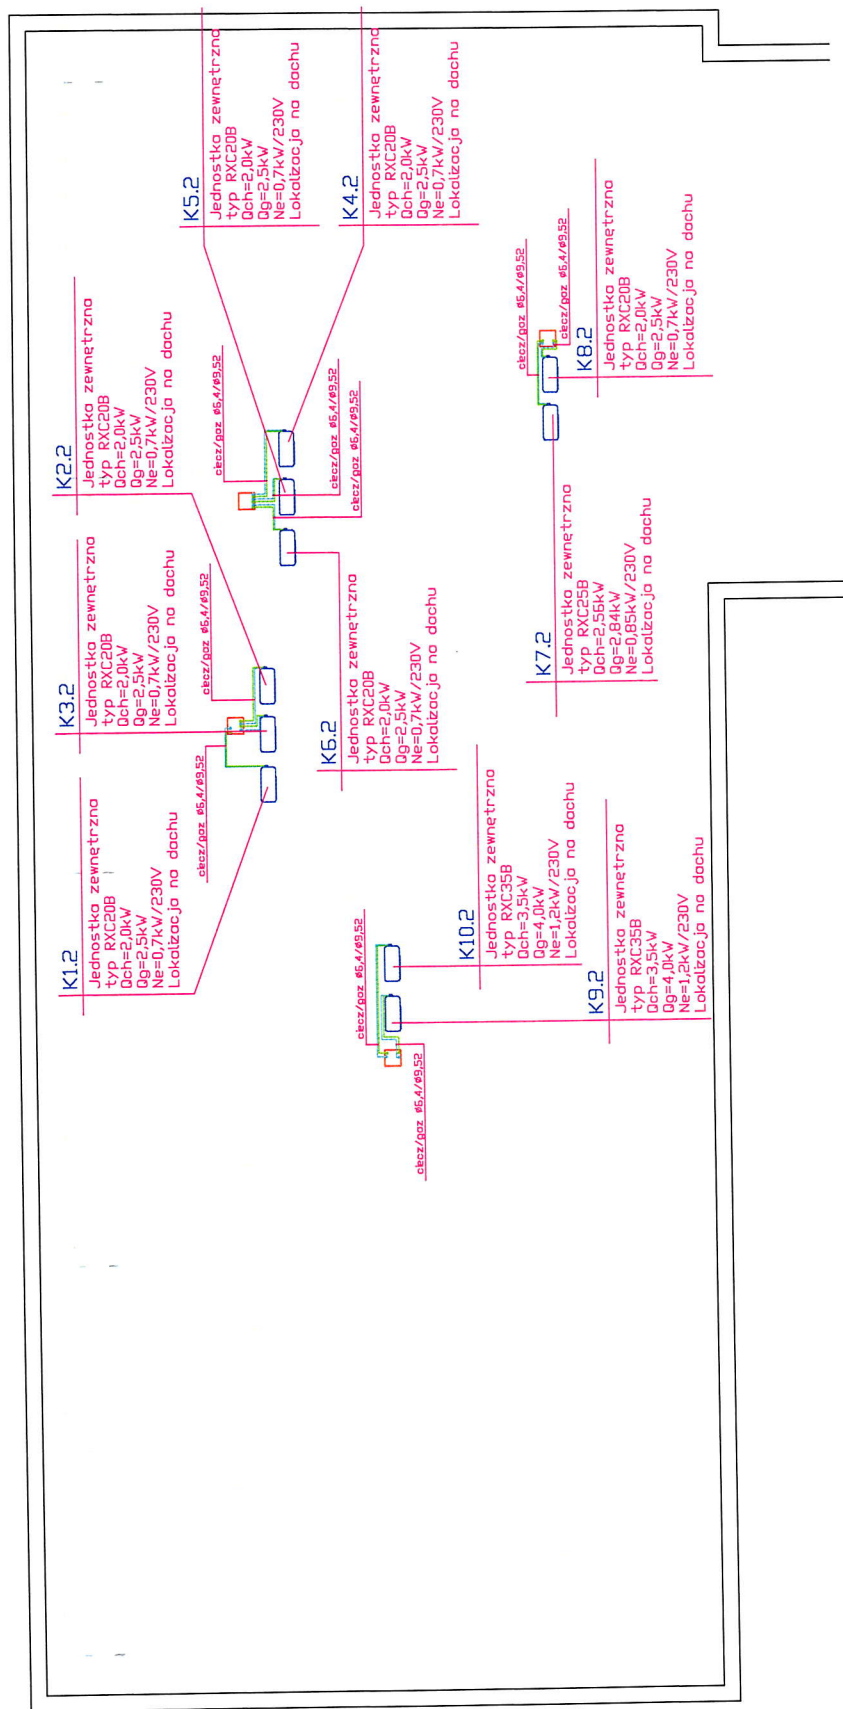 K1.2
Jednostka zewnętrzna
typ RXC20B
Qch=2,0kW
Qg=2,5kW
Ne=0,7kW/230V
Lokalizacja na dachu
K3.2
Jednostka zewnętrzna
typ RXC20B
Qch=2,0kW
Qg=2,5kW
Ne=0,7kW/230V
Lokalizacja na dachu
K2.2
Jednostka zewnętrzna
typ RXC20B
Qch=2,0kW
Qg=2,5kW
Ne=0,7kW/230V
Lokalizacja na dachu
K5.2
Jednostka zewnętrzna
typ RXC20B
Qch=2,0kW
Qg=2,5kW
Ne=0,7kW/230V
Lokalizacja na dachu
K4.2
Jednostka zewnętrzna
typ RXC20B
Qch=2,0kW
Qg=2,5kW
Ne=0,7kW/230V
Lokalizacja na dachu
ciecz/gaz ø6,4/ø9,52
ciecz/gaz ø6,4/ø9,52
ciecz/gaz ø6,4/ø9,52
ciecz/gaz ø6,4/ø9,52
ciecz/gaz ø6,4/ø9,52
K6.2
Jednostka zewnętrzna
typ RXC20B
Qch=2,0kW
Qg=2,5kW
Ne=0,7kW/230V
Lokalizacja na dachu
ciecz/gaz ø6,4/ø9,52
ciecz/gaz ø6,4/ø9,52
K10.2
Jednostka zewnętrzna
typ RXC35B
Qch=3,5kW
Qg=4,0kW
Ne=1,2kW/230V
Lokalizacja na dachu
K9.2
Jednostka zewnętrzna
typ RXC35B
Qch=3,5kW
Qg=4,0kW
Ne=1,2kW/230V
Lokalizacja na dachu
K7.2
Jednostka zewnętrzna
typ RXC25B
Qch=2,56kW
Qg=2,84kW
Ne=0,85kW/230V
Lokalizacja na dachu
ciecz/gaz ø6,4/ø9,52
ciecz/gaz ø6,4/ø9,52
K8.2
Jednostka zewnętrzna
typ RXC20B
Qch=2,0kW
Qg=2,5kW
Ne=0,7kW/230V
Lokalizacja na dachu